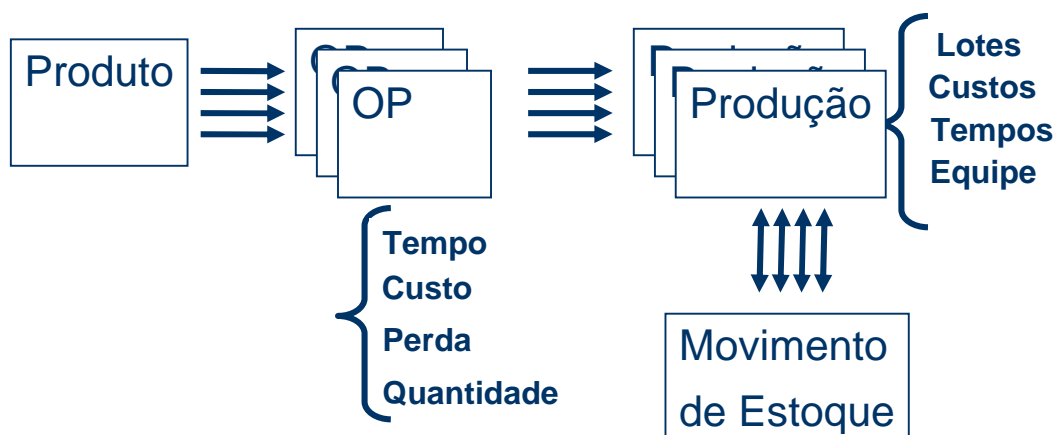 Produto
OP
Produção
Lotes
Custos
Tempos
Equipe
Tempo
Custo
Perda
Quantidade
Movimento
de Estoque